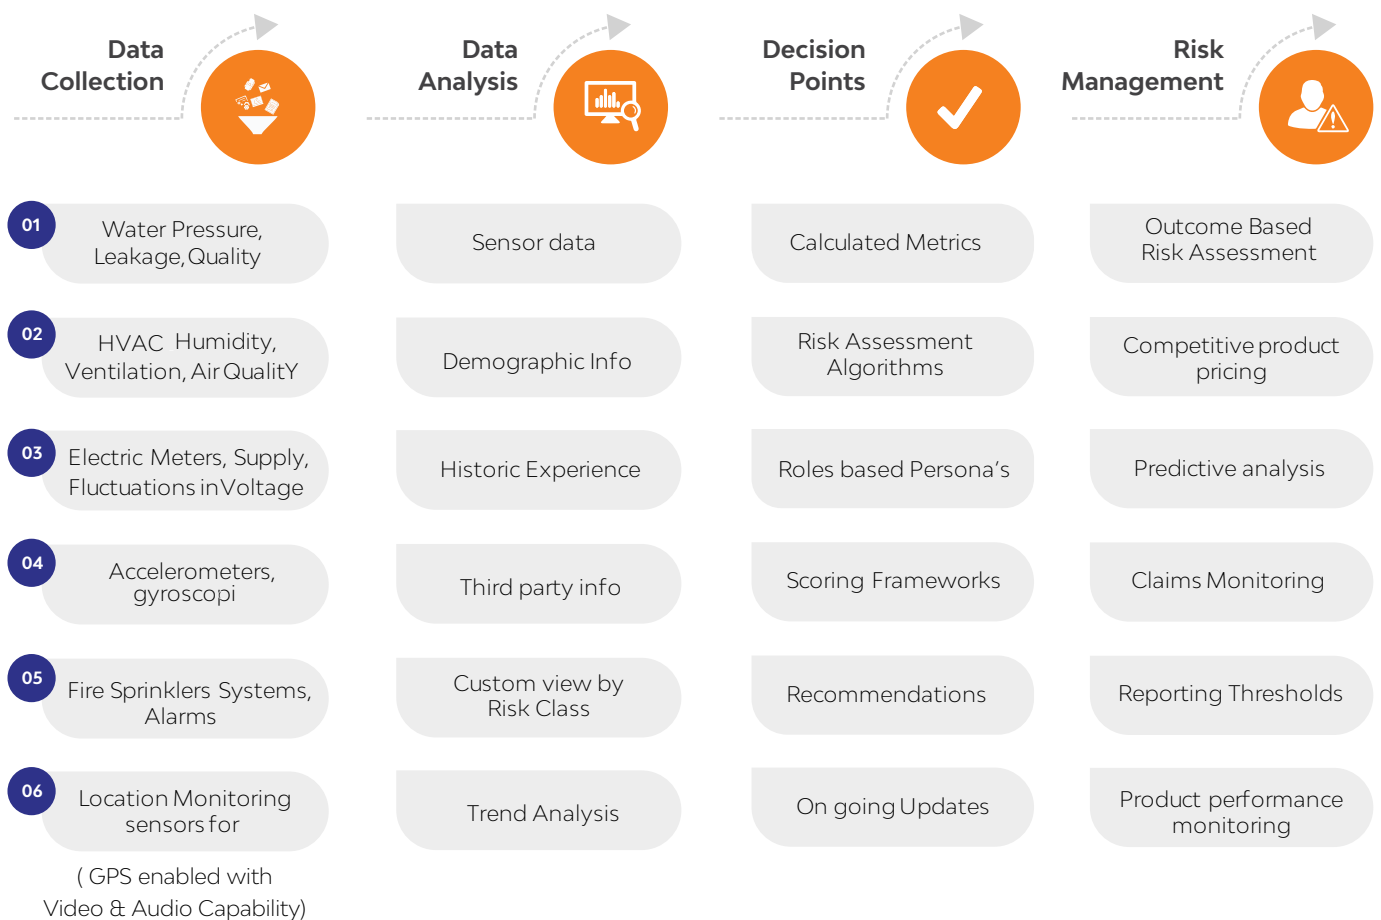 Data
Collection
Data
Analysis
Decision
Points
Risk
Management
01
Water Pressure,
Leakage, Quality
Sensor data
Calculated Metrics
Outcome Based
Risk Assessment
02
HVAC Humidity,
Ventilation, Air QualitY
Demographic Info
Risk Assessment
Algorithms
Competitive product
pricing
03
Electric Meters, Supply,
Fluctuations in Voltage
Historic Experience
Roles based Persona's
Predictive analysis
04
Accelerometers,
gyroscopi
Third party info
Scoring Frameworks
Claims Monitoring
05
Fire Sprinklers Systems,
Alarms
Custom view by
Risk Class
Recommendations
Reporting Thresholds
06
Location Monitoring
sensors for
( GPS enabled with
Video & Audio Capability)
Trend Analysis
On going Updates
Product performance
monitoring